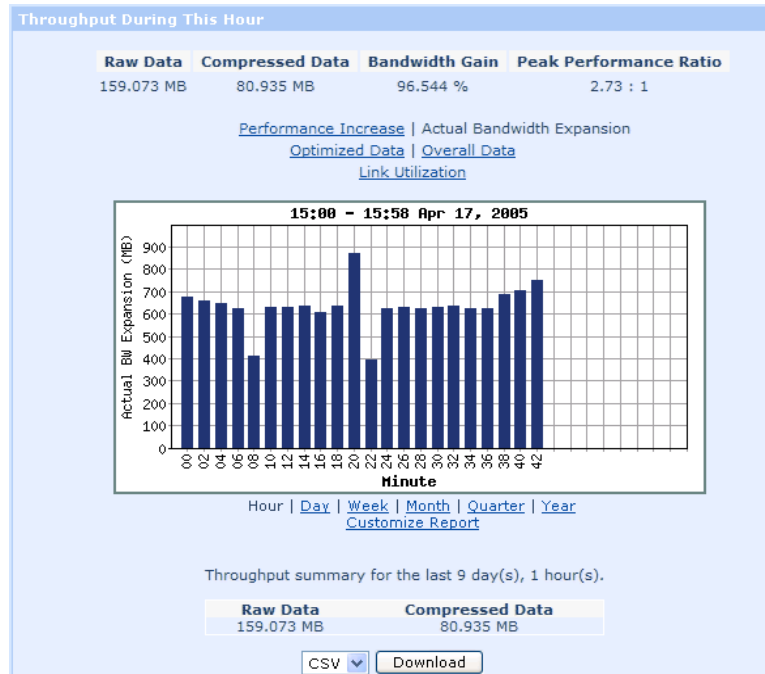 Throughput During This Hour
Raw Data Compressed Data Bandwidth Gain Peak Performance Ratio
159.073 MB 80.935 MB 96.544 % 2.73 : 1
Performance Increase | Actual Bandwidth Expansion
Optimized Data | Overall Data
Link Utilization
15:00 - 15:58 Apr 17, 2005
Actual BW Expansion (MB)
900
800
700
600
500
400
300
200
100
0
00 02 04 06 08 10 12 14 16 18 20 22 24 26 28 30 32 34 36 38 40 42
Minute
Hour | Day | Week | Month | Quarter | Year
Customize Report
Throughput summary for the last 9 day(s), 1 hour(s).
Raw Data Compressed Data
159.073 MB 80.935 MB
CSV Download